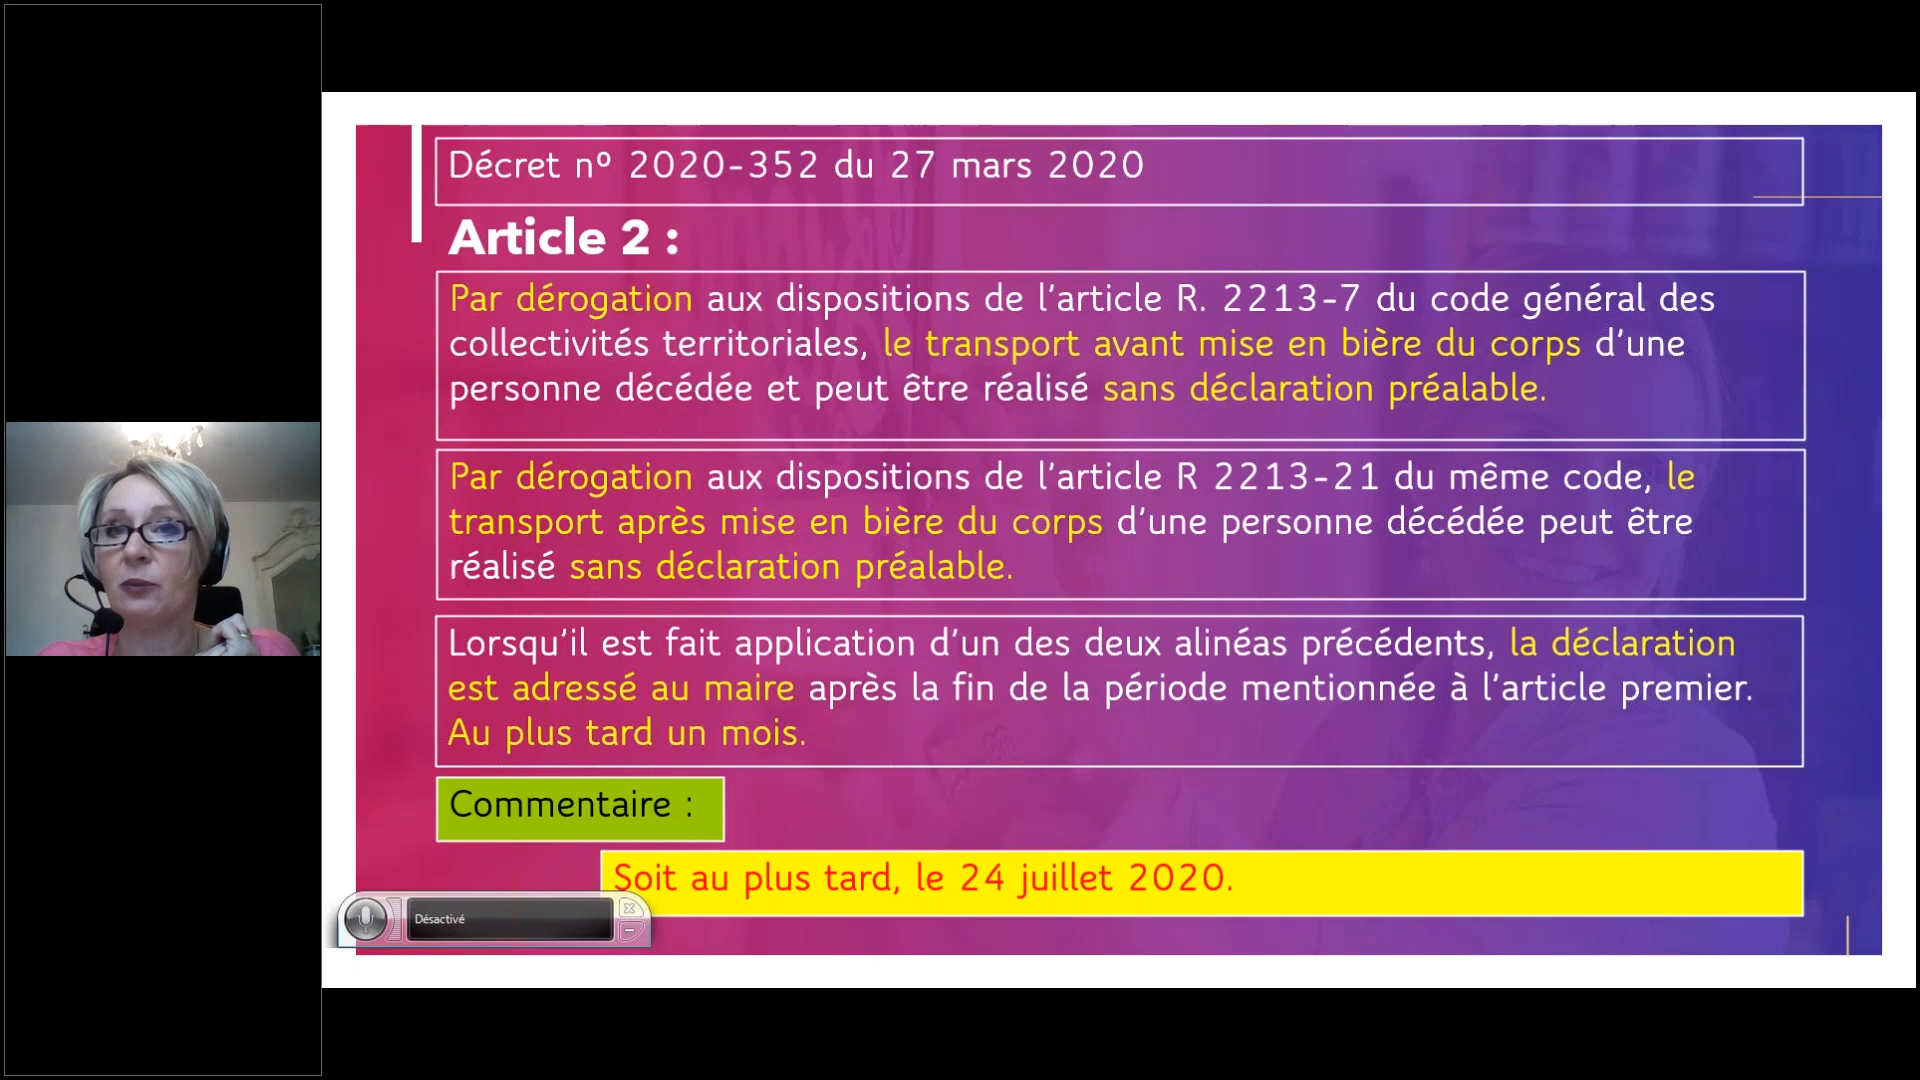 Décret nº 2020-352 du 27 mars 2020
Article 2 :
Par dérogation aux dispositions de l'article R. 2213-7 du code général des
collectivités territoriales, le transport avant mise en bière du corps d'une
personne décédée et peut être réalisé sans déclaration préalable.
Par dérogation aux dispositions de l'article R 2213-21 du même code, le
transport après mise en bière du corps d'une personne décédée peut être
réalisé sans déclaration préalable.
Lorsqu'il est fait application d'un des deux alinéas précédents, la déclaration
est adressé au maire après la fin de la période mentionnée à l'article premier.
Au plus tard un mois.
Commentaire :
Soit au plus tard, le 24 juillet 2020.
Désactivé